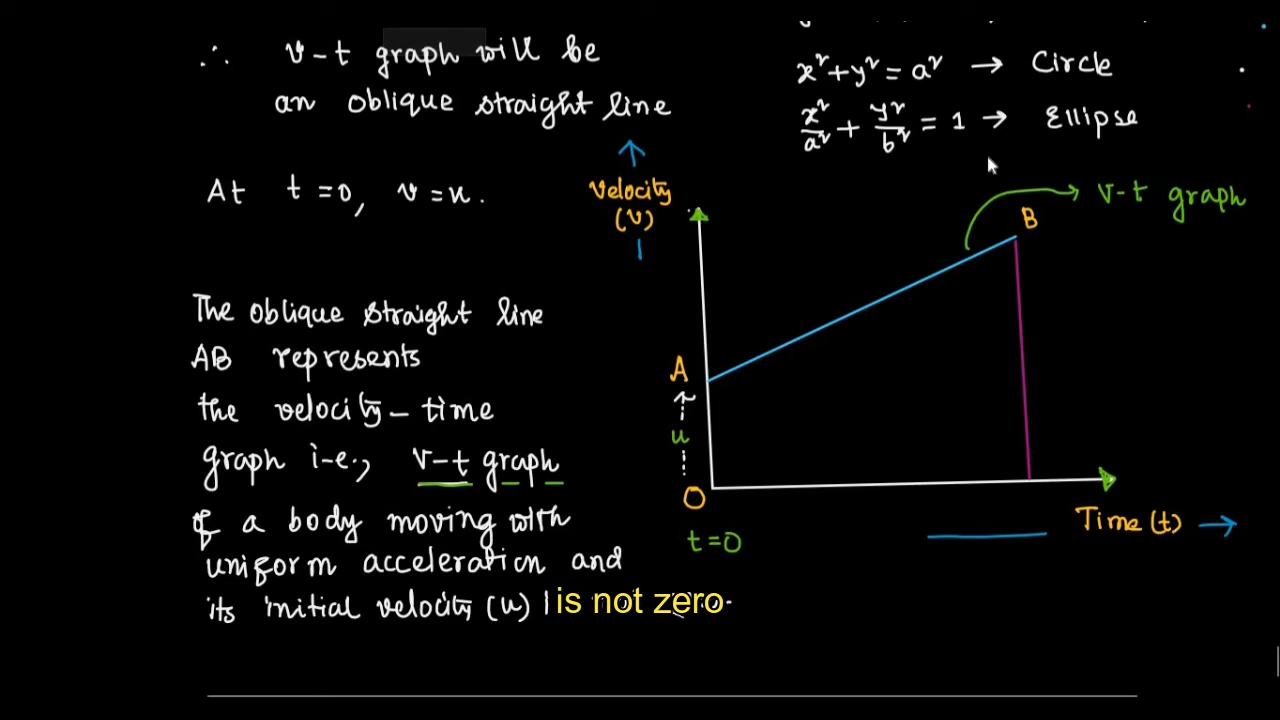 ∴ v-t graph will be
an oblique straight line
x²+y²=a² → Circle
x²/a² + y²/b² = 1 → Ellipse
At t=0, v=u.
Velocity
(v)
v-t graph
B
A
u
O
t=0
Time(t) →
The oblique straight line
AB represents
the velocity-time
graph i.e., v-t graph
of a body moving with
uniform acceleration and
its initial velocity (u)
is not zero